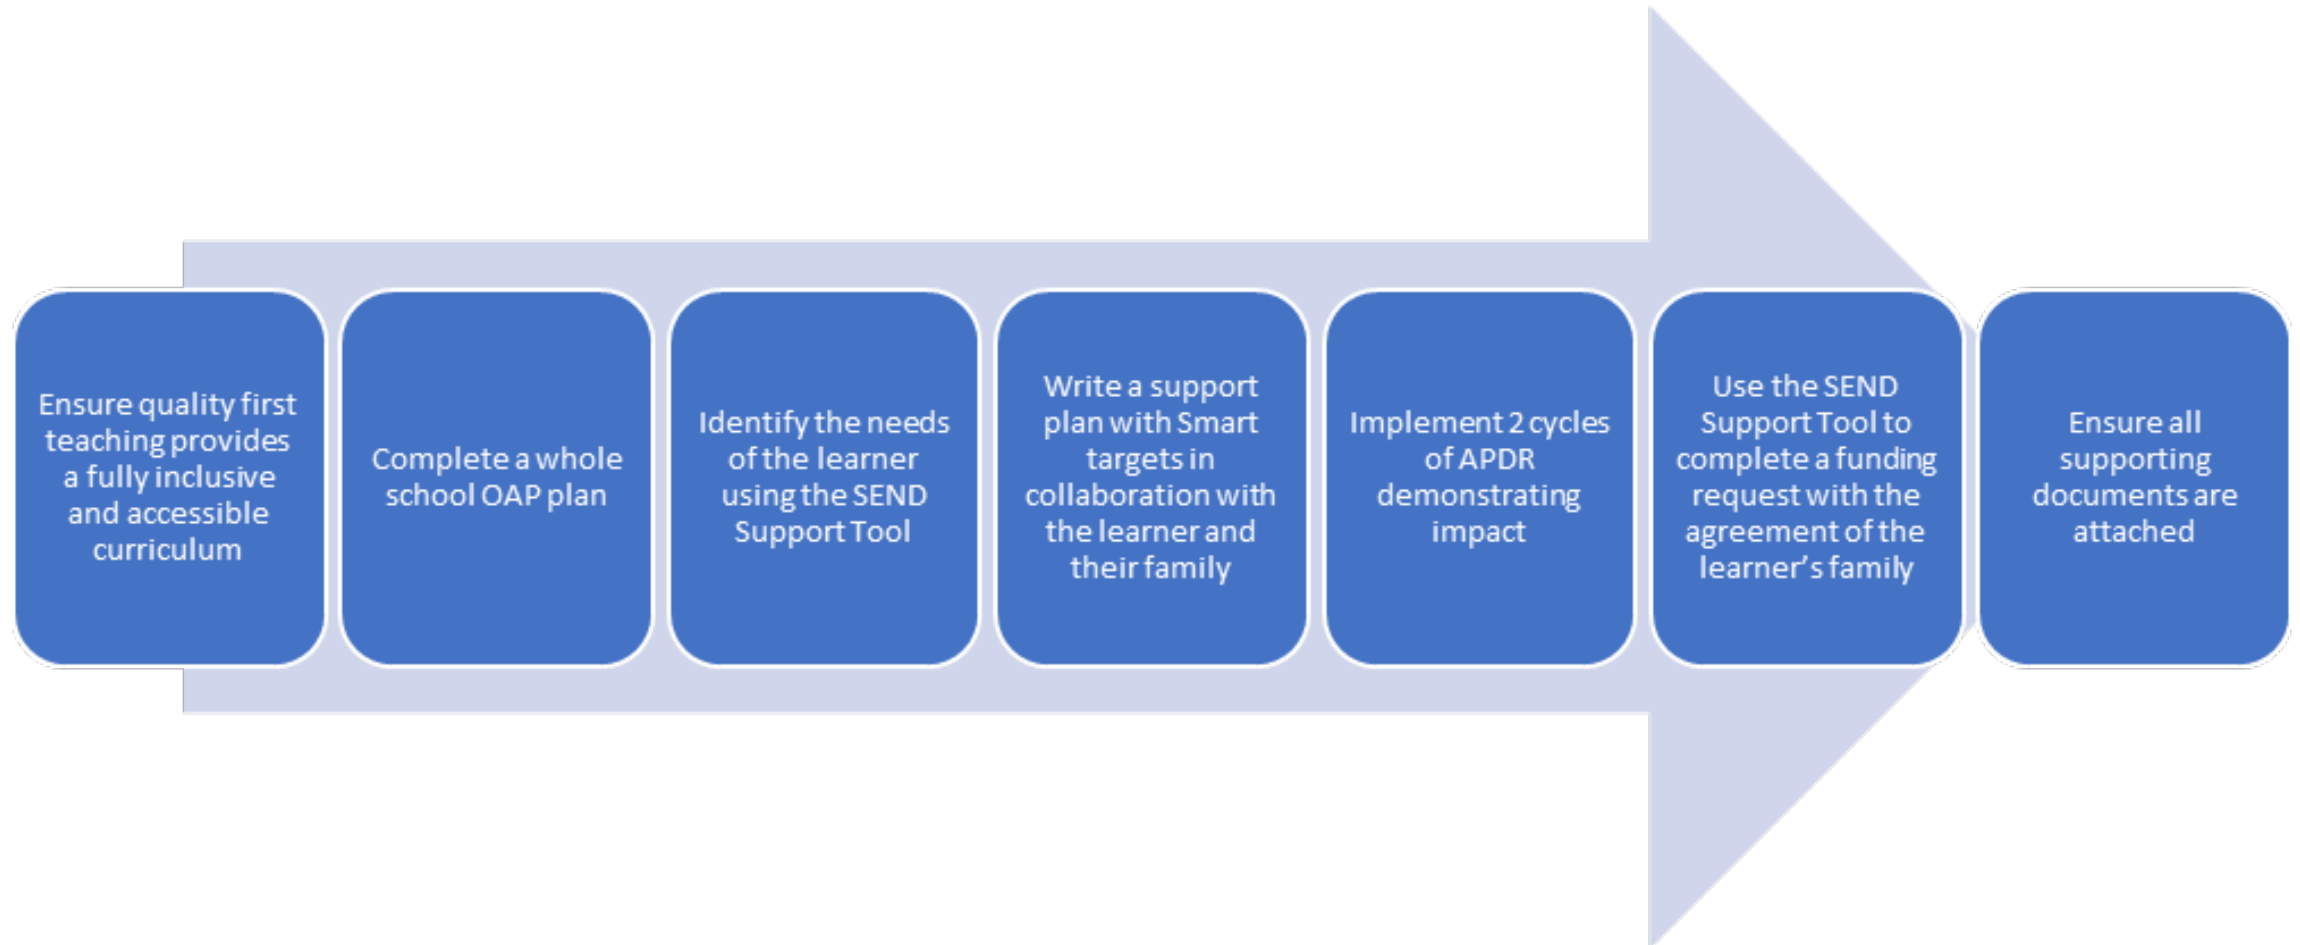 Ensure quality first
teaching provides
a fully inclusive
and accessible
curriculum
Complete a whole
school OAP plan
Identify the needs
of the learner
using the SEND
Support Tool
Write a support
plan with Smart
targets in
collaboration with
the learner and
their family
Implement 2 cycles
of APDR
demonstrating
impact
Use the SEND
Support Tool to
complete a funding
request with the
agreement of the
learner’s family
Ensure all
supporting
documents are
attached